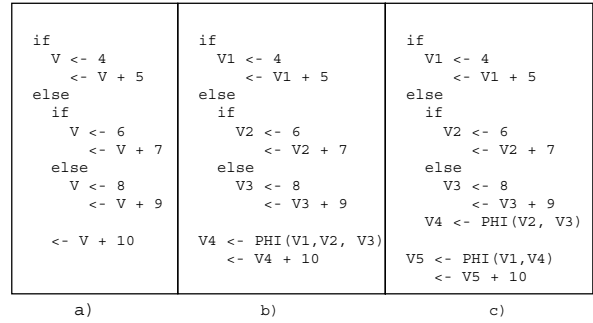 if
V <- 4
<- V + 5
else
if
V <- 6
<- V + 7
else
V <- 8
<- V + 9
<- V + 10
a)
if
V1 <- 4
<- V1 + 5
else
if
V2 <- 6
<- V2 + 7
else
V3 <- 8
<- V3 + 9
V4 <- PHI(V1,V2, V3)
<- V4 + 10
b)
if
V1 <- 4
<- V1 + 5
else
if
V2 <- 6
<- V2 + 7
else
V3 <- 8
<- V3 + 9
V4 <- PHI(V2, V3)
V5 <- PHI(V1,V4)
<- V5 + 10
c)